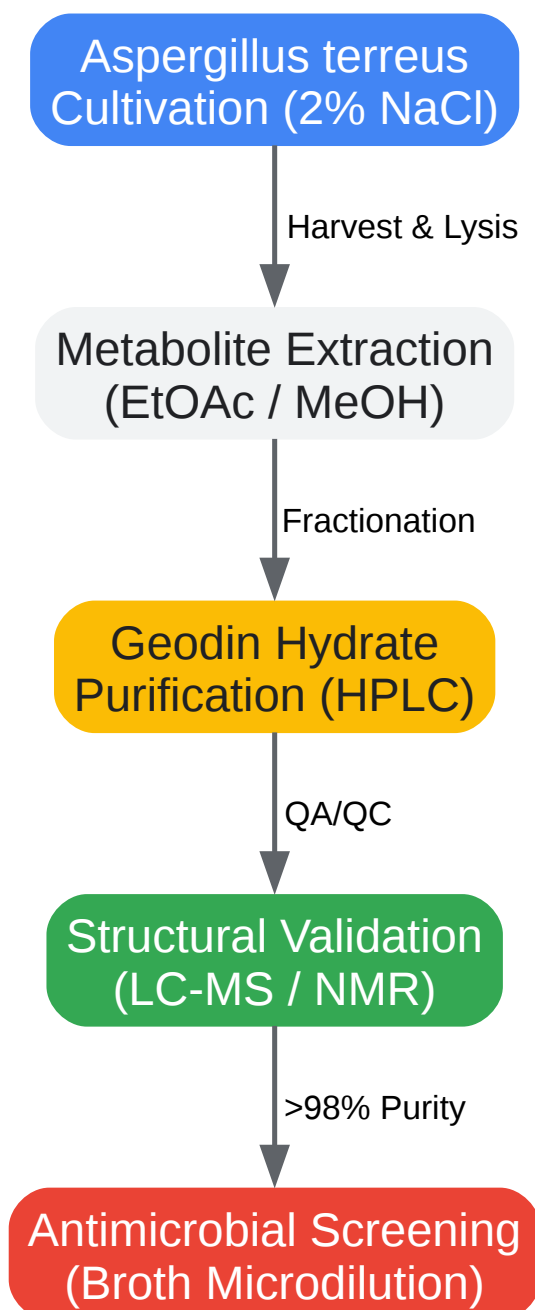 Aspergillus terreus
Cultivation (2% NaCl)
Harvest & Lysis
Metabolite Extraction
(EtOAc / MeOH)
Fractionation
Geodin Hydrate
Purification (HPLC)
QA/QC
Structural Validation
(LC-MS / NMR)
>98% Purity
Antimicrobial Screening
(Broth Microdilution)